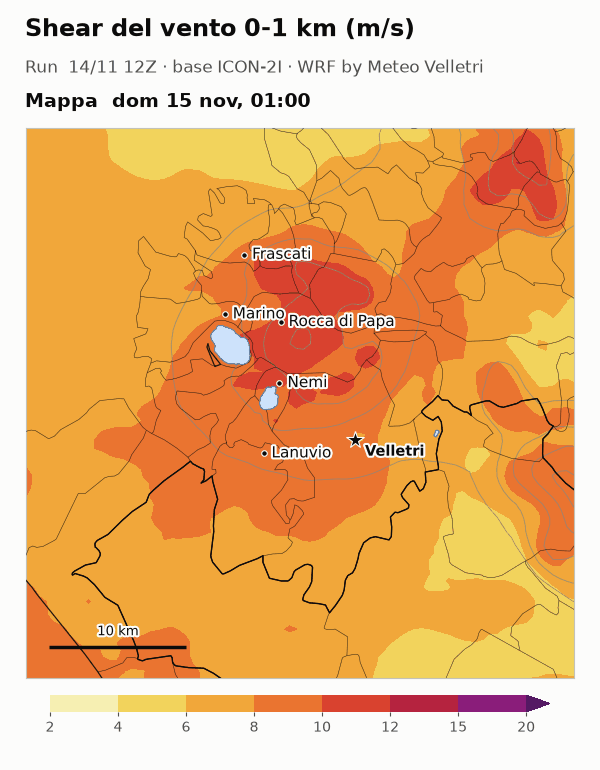 Shear del vento 0-1 km (m/s)
Run  14/11 12Z · base ICON-2I · WRF by Meteo Velletri
Mappa  dom 15 nov, 01:00
Frascati
Marino
Rocca di Papa
Nemi
Velletri
Lanuvio
10 km
2 4 6 8 10 12 15 20